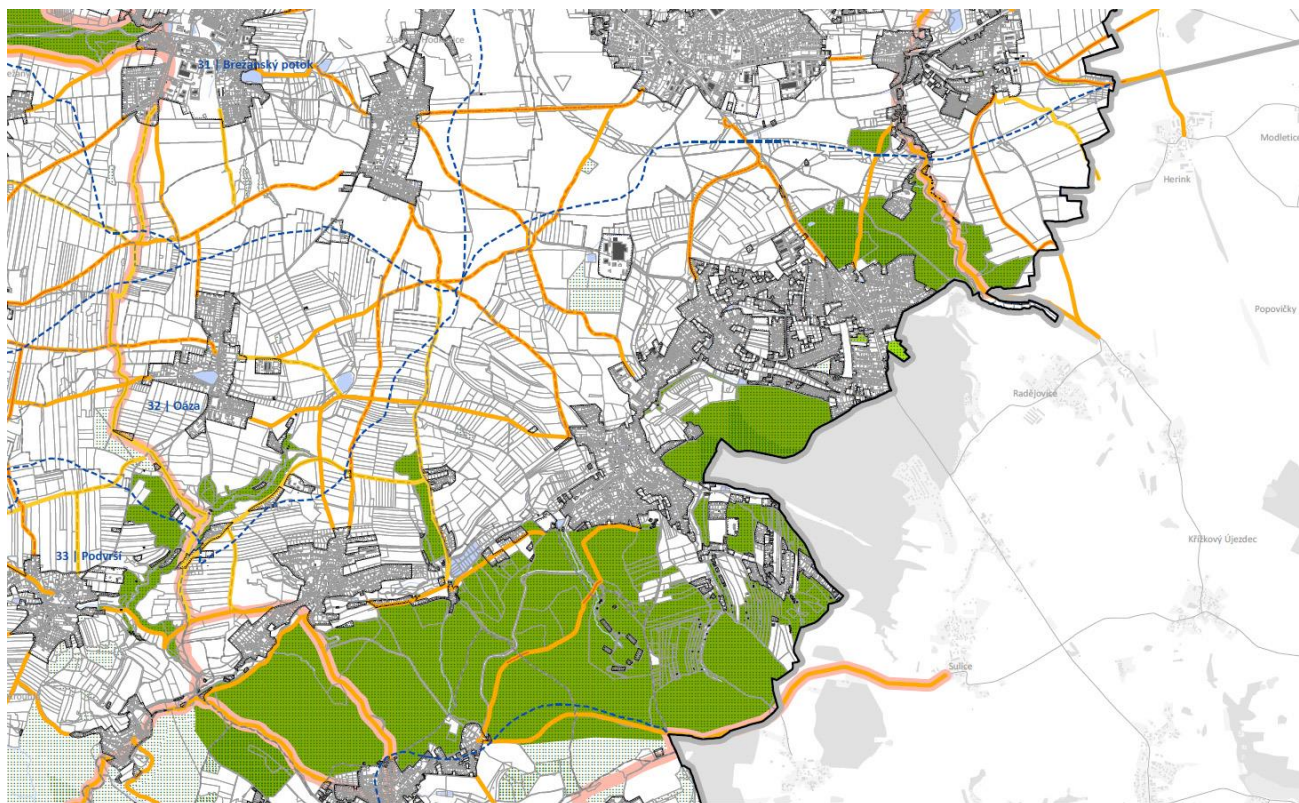 31 | Břežanský potok
Modletice
Herink
Popovičky
Radějovice
32 | Oáza
Křížkový Újezdec
33 | Podvrší
Sulice